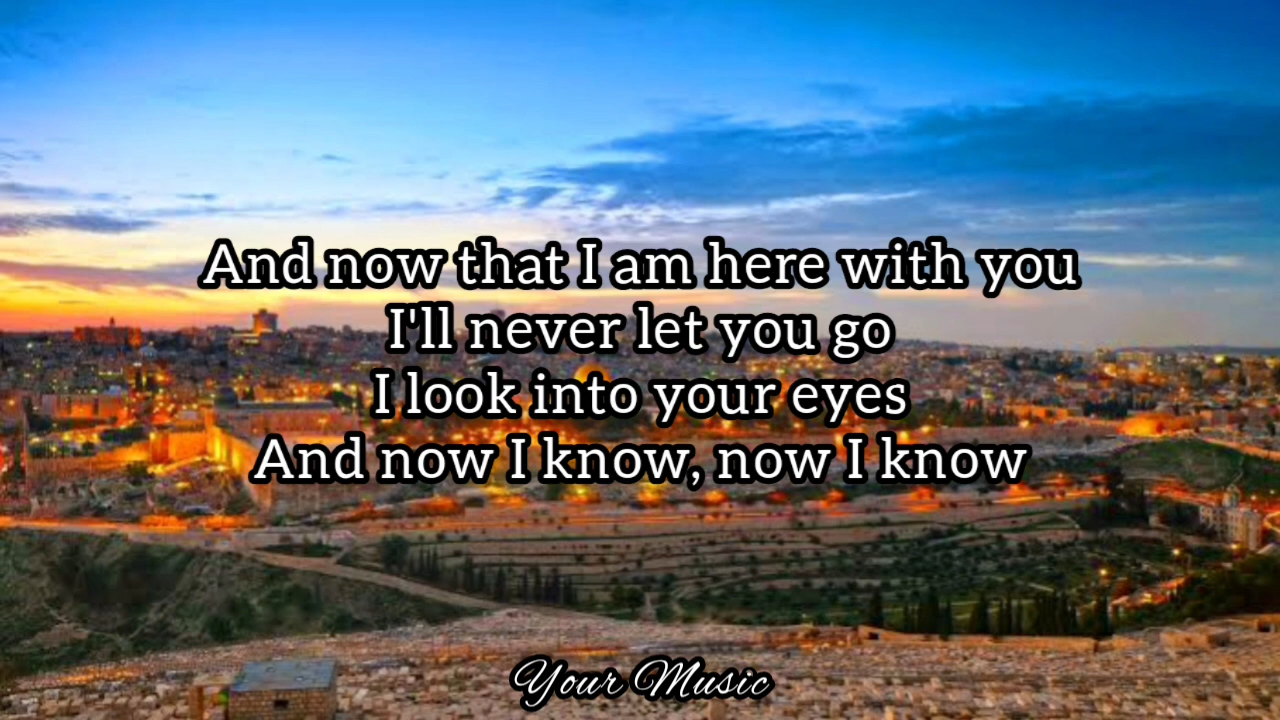 And now that I am here with you
I'll never let you go
I look into your eyes
And now I know, now I know
Your Music